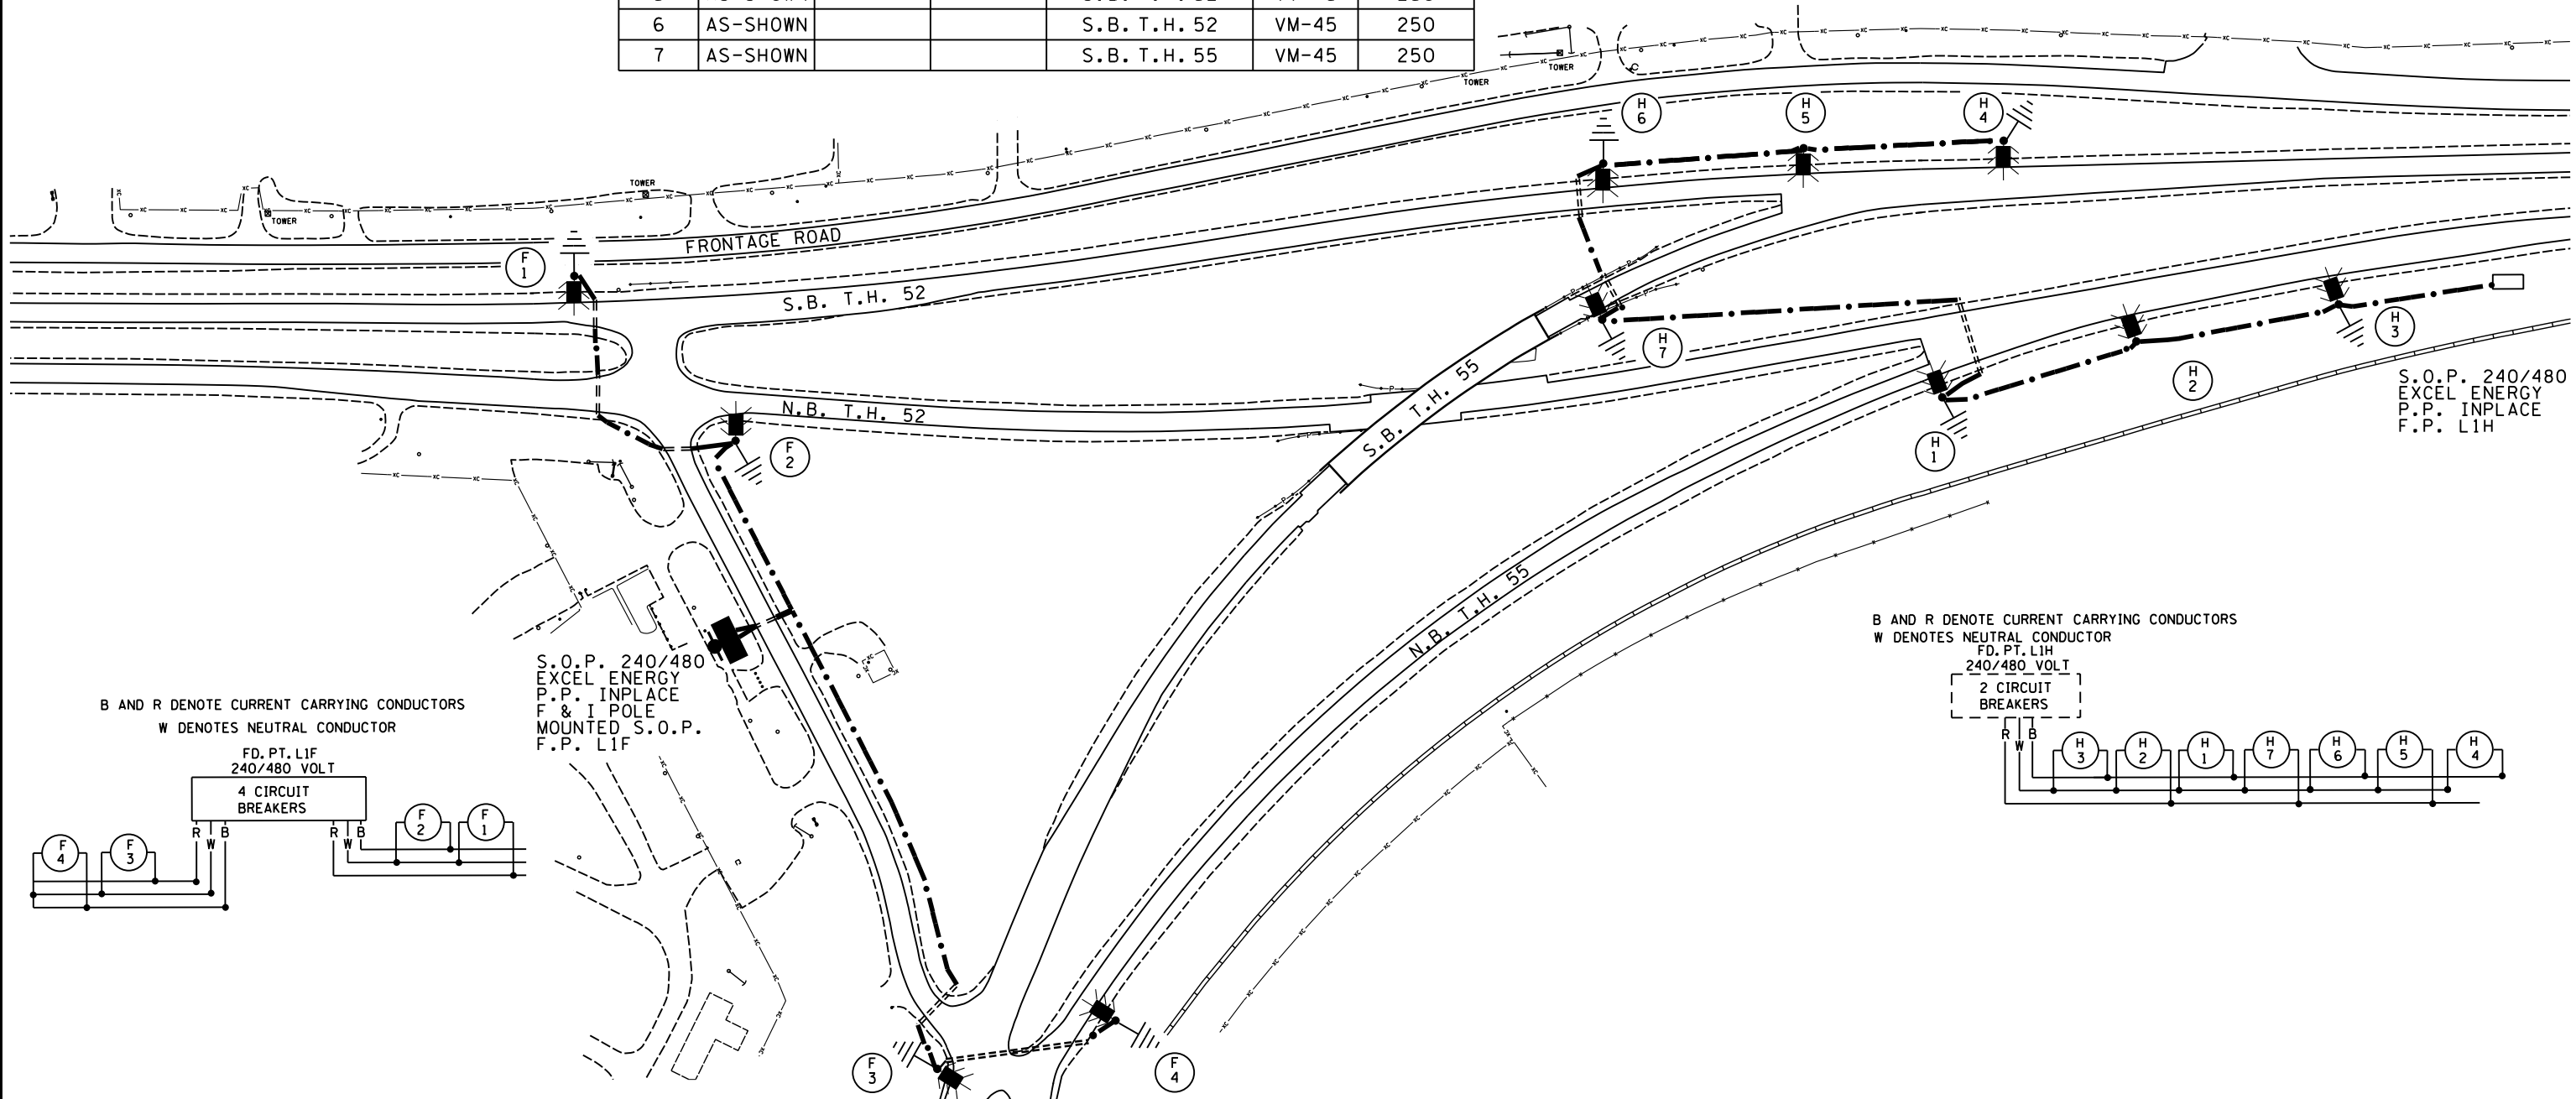 6 AS-SHOWN S.B. T.H. 52 VM-45 250
7 AS-SHOWN S.B. T.H. 55 VM-45 250
TOWER
TOWER
TOWER
TOWER
FRONTAGE ROAD
S.B. T.H. 52
N.B. T.H. 52
S.B. T.H. 55
N.B. T.H. 55
F 1
F 2
F 3
F 4
H 6
H 5
H 4
H 7
H 1
H 2
H 3
S.O.P. 240/480
EXCEL ENERGY
P.P. INPLACE
F.P. L1H
S.O.P. 240/480
EXCEL ENERGY
P.P. INPLACE
F & I POLE
MOUNTED S.O.P.
F.P. L1F
B AND R DENOTE CURRENT CARRYING CONDUCTORS
W DENOTES NEUTRAL CONDUCTOR
FD. PT. L1F
240/480 VOLT
4 CIRCUIT
BREAKERS
R W B
R W B
F 4
F 3
F 2
F 1
B AND R DENOTE CURRENT CARRYING CONDUCTORS
W DENOTES NEUTRAL CONDUCTOR
FD. PT. L1H
240/480 VOLT
2 CIRCUIT
BREAKERS
R W B
H 3
H 2
H 1
H 7
H 6
H 5
H 4